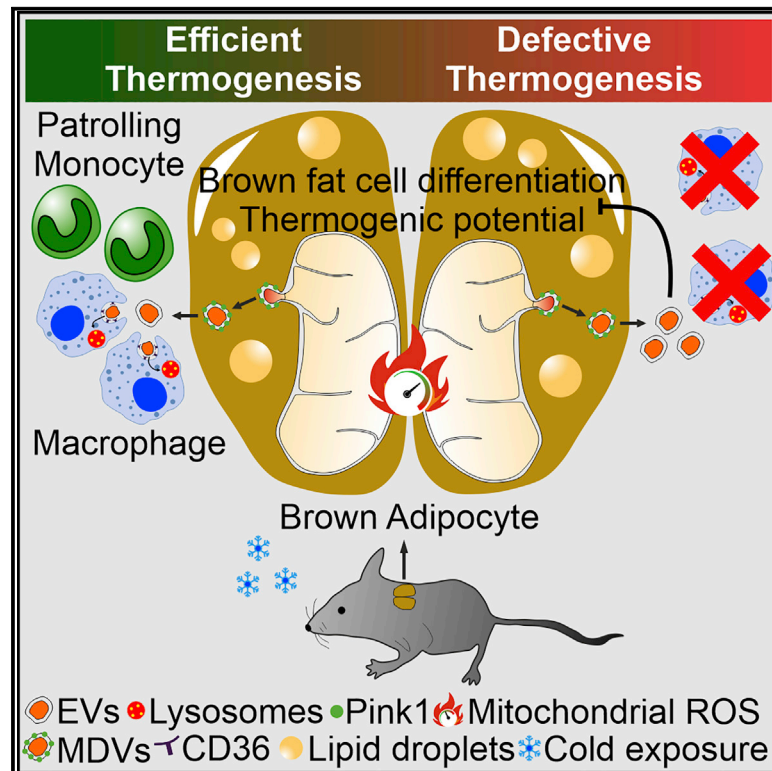 Efficient
Thermogenesis
Defective
Thermogenesis
Patrolling
Monocyte
Brown fat cell differentiation
Thermogenic potential
Macrophage
Brown Adipocyte
EVs Lysosomes Pink1 Mitochondrial ROS
MDVs CD36 Lipid droplets Cold exposure